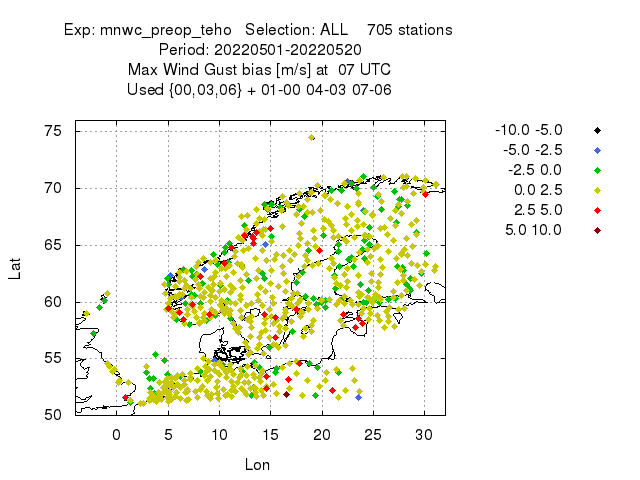 Exp: mnwc_preop_teho   Selection: ALL    705 stations
Period: 20220501-20220520
Max Wind Gust bias [m/s] at  07 UTC
Used {00,03,06} + 01-00 04-03 07-06
-10.0 -5.0
-5.0 -2.5
-2.5 0.0
0.0 2.5
2.5 5.0
5.0 10.0
75
70
65
60
55
50
Lat
0 5 10 15 20 25 30
Lon